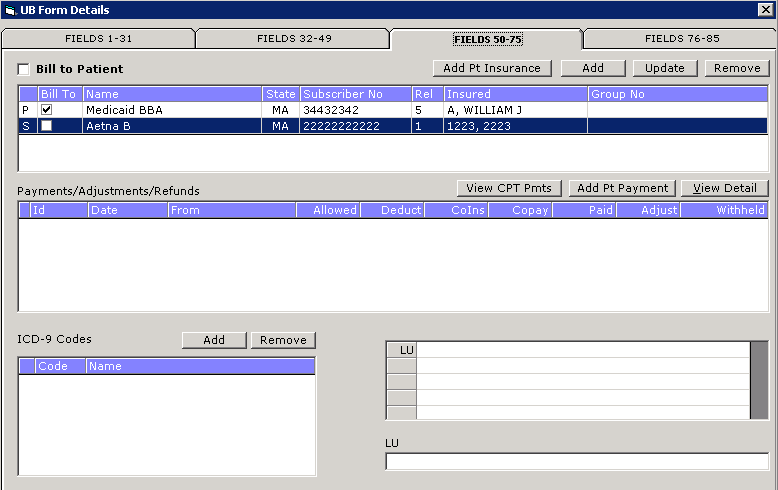 UB Form Details
FIELDS 1-31 FIELDS 32-49 FIELDS 50-75 FIELDS 76-85
Bill to Patient Add Pt Insurance Add Update Remove
Bill To Name State Subscriber No Rel Insured Group No
P Medicaid BBA MA 34432342 5 A, WILLIAM J
S Aetna B MA 22222222222 1 1223, 2223
Payments/Adjustments/Refunds View CPT Pmts Add Pt Payment View Detail
Id Date From Allowed Deduct CoIns Copay Paid Adjust Withheld
ICD-9 Codes Add Remove
LU
Code Name
LU